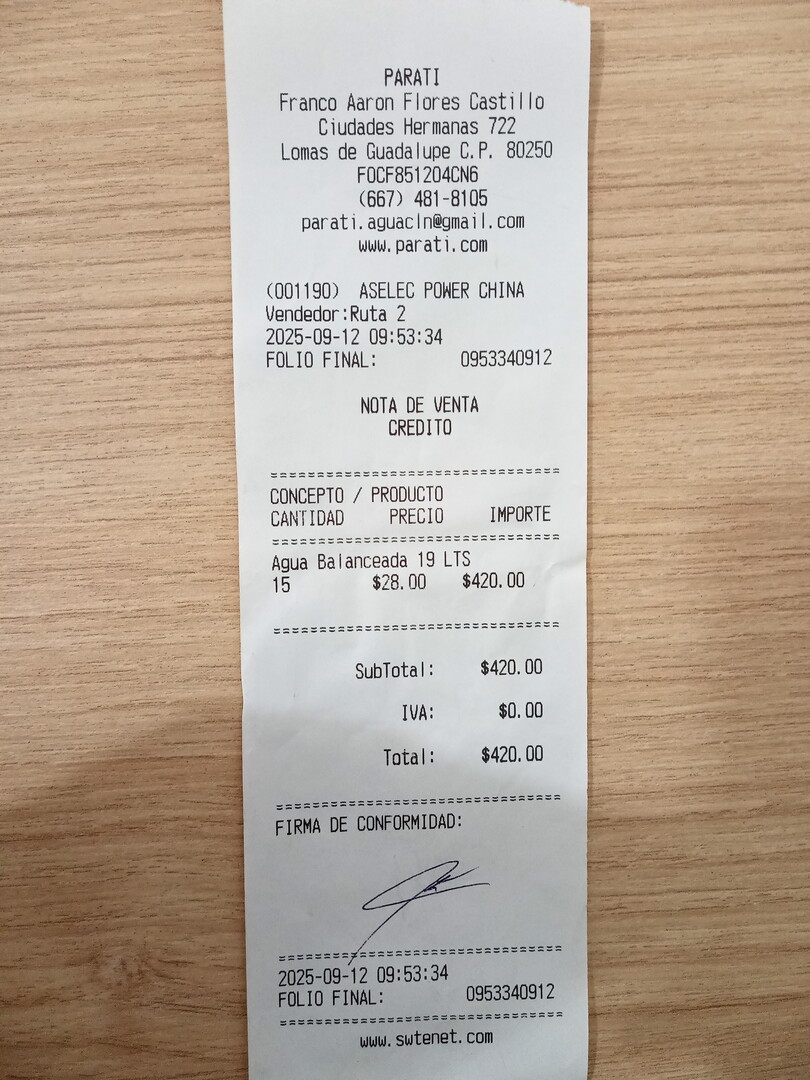 PARATI
Franco Aaron Flores Castillo
Ciudades Hermanas 722
Lomas de Guadalupe C.P. 80250
FOCF851204CN6
(667) 481-8105
parati.aguacln@gmail.com
www.parati.com
(001190) ASELEC POWER CHINA
Vendedor:Ruta 2
2025-09-12 09:53:34
FOLIO FINAL: 0953340912
NOTA DE VENTA
CREDITO
CONCEPTO / PRODUCTO
CANTIDAD PRECIO IMPORTE
Agua Balanceada 19 LTS
15 $28.00 $420.00
SubTotal: $420.00
IVA: $0.00
Total: $420.00
FIRMA DE CONFORMIDAD:
2025-09-12 09:53:34
FOLIO FINAL: 0953340912
www.swtenet.com